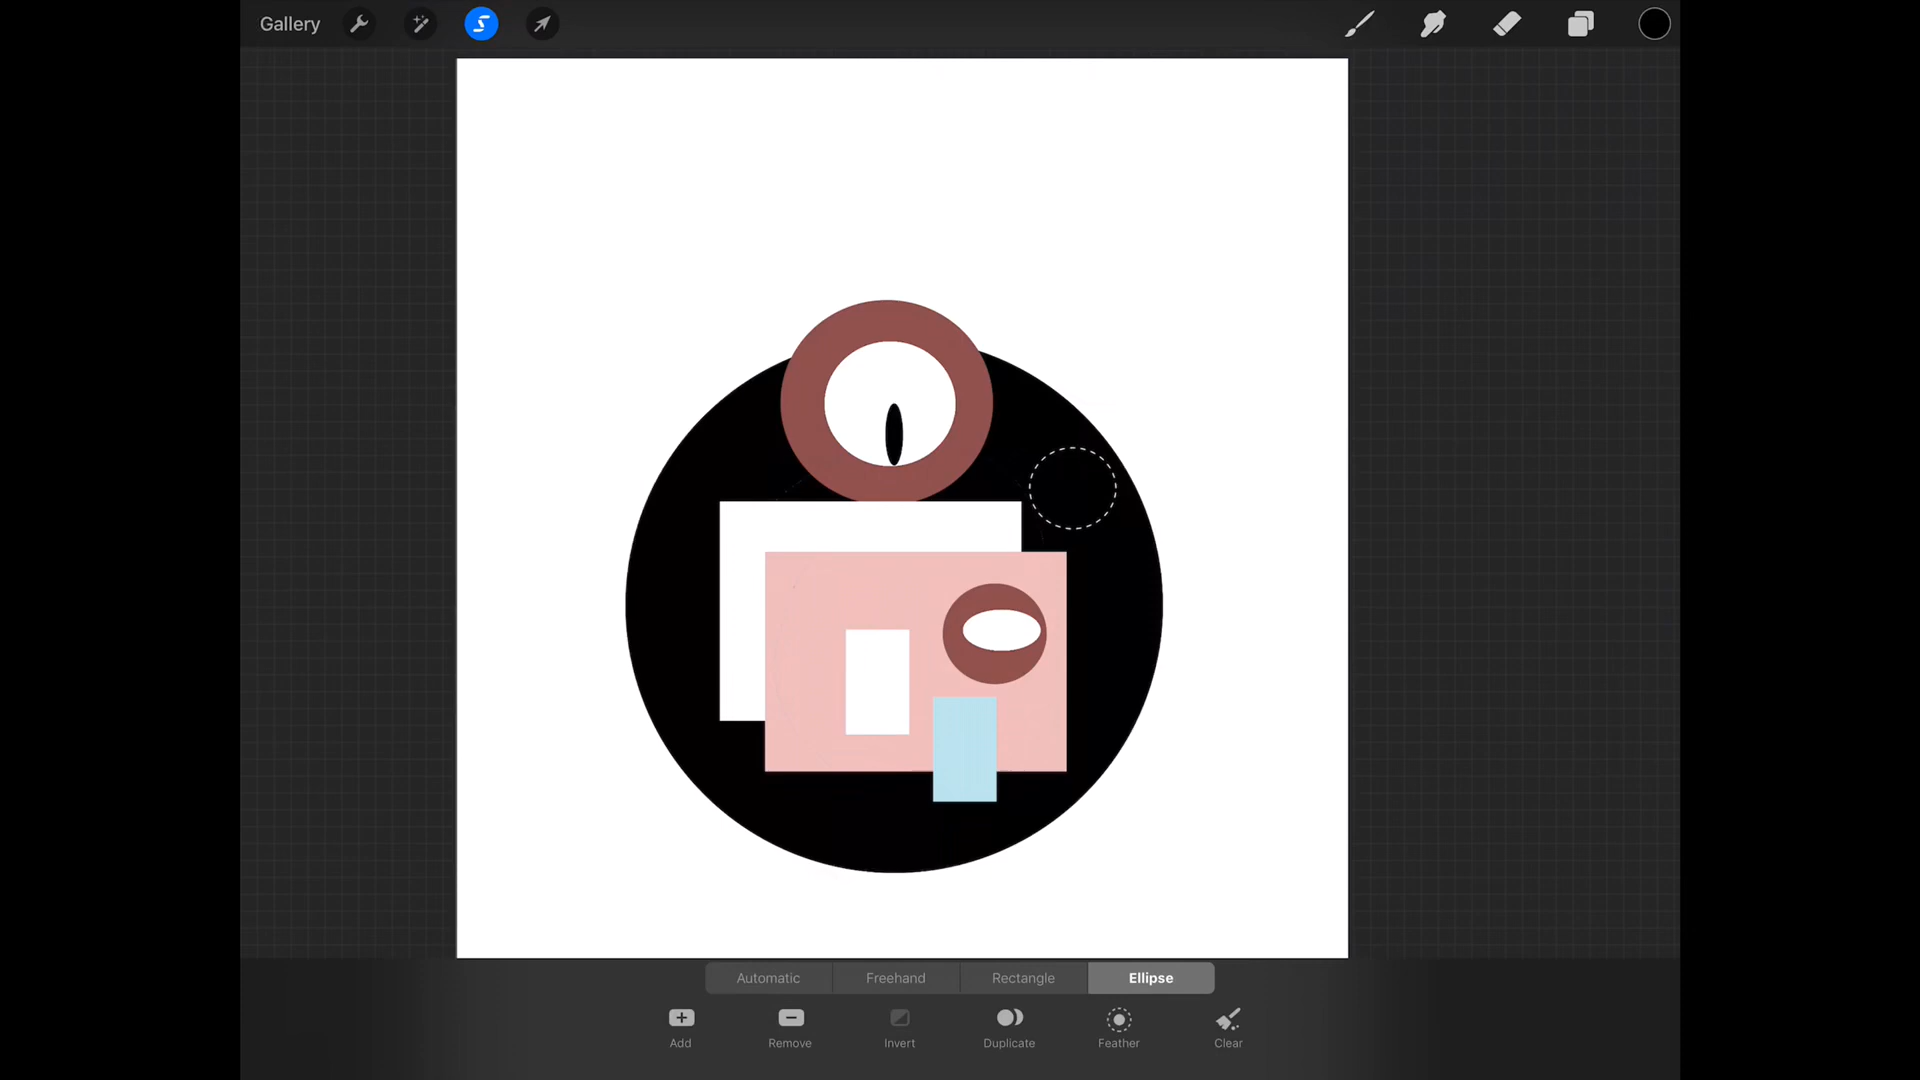 Gallery
Automatic Freehand Rectangle Ellipse
Add Remove Invert Duplicate Feather Clear